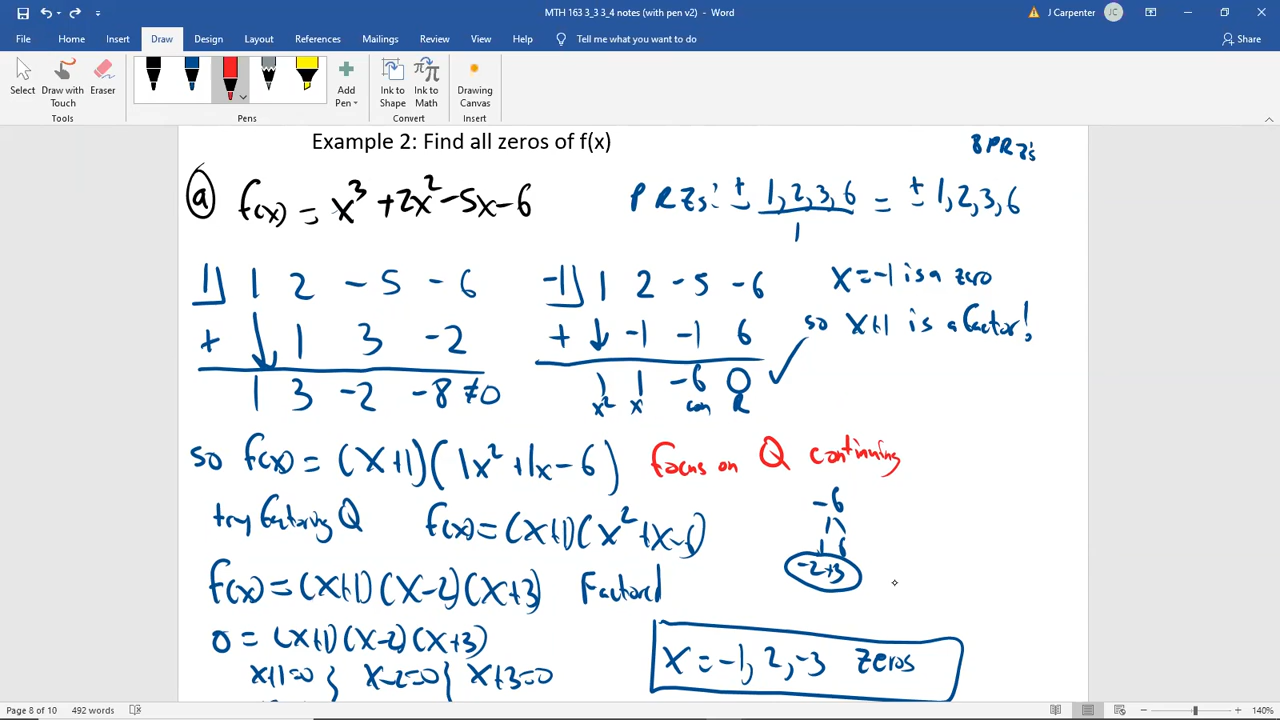 MTH 163 3_3 3_4 notes (with pen v2) - Word
J Carpenter JC
File Home Insert Draw Design Layout References Mailings Review View Help Tell me what you want to do Share
Select Draw with Touch Eraser Add Pen Ink to Shape Ink to Math Drawing Canvas
Tools Pens Convert Insert
Example 2: Find all zeros of f(x)
8 PRZ's
a f(x) = x³ + 2x² - 5x - 6
PRZs: ± 1,2,3,6 / 1 = ± 1,2,3,6
1⌋ 1 2 -5 -6
+ ↓ 1 3 -2
1 3 -2 -8 ≠ 0
-1⌋ 1 2 -5 -6
+ ↓ -1 -1 6
1 1 -6 0 ✓
x² x con R
x = -1 is a zero
so x+1 is a factor!
so f(x) = (x+1)(1x² + 1x - 6)
Focus on Q continuing
try factoring Q f(x) = (x+1)(x² + x - 6)
-6
1 6
-2 +3
f(x) = (x+1)(x-2)(x+3) Factored
0 = (x+1)(x-2)(x+3)
x+1=0 } x-2=0 } x+3=0
x = -1, 2, -3 zeros
Page 8 of 10 492 words 140%